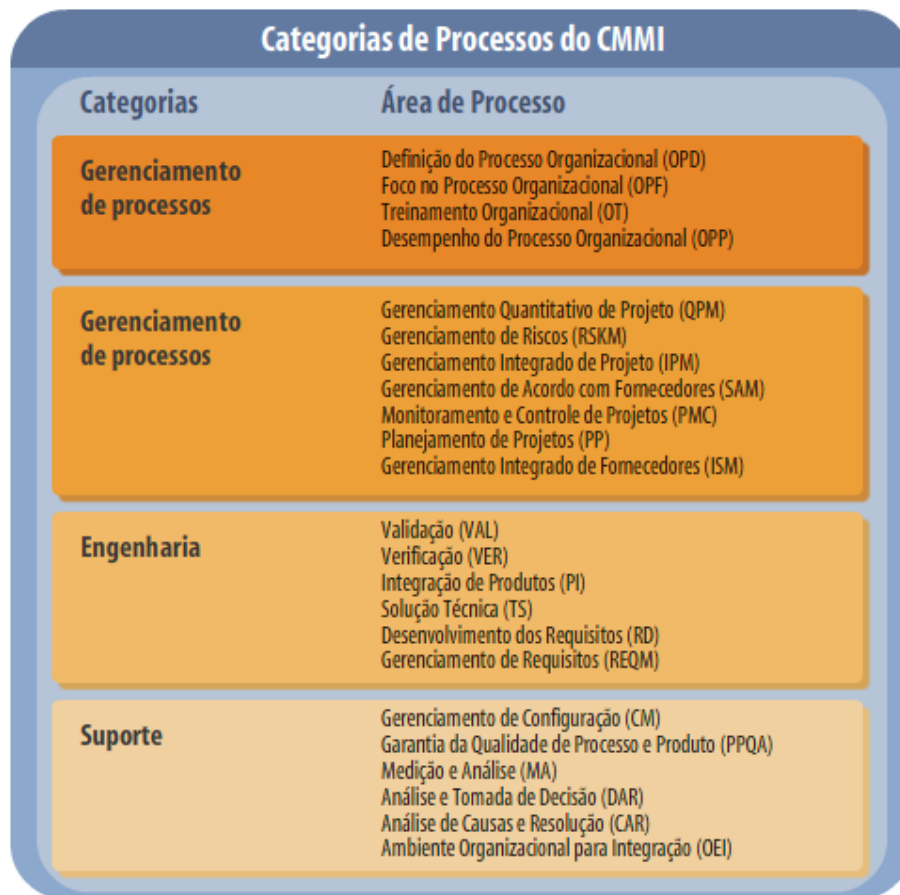 Categorias de Processos do CMMI
Categorias
Área de Processo
Gerenciamento
de processos
Definição do Processo Organizacional (OPD)
Foco no Processo Organizacional (OPF)
Treinamento Organizacional (OT)
Desempenho do Processo Organizacional (OPP)
Gerenciamento
de processos
Gerenciamento Quantitativo de Projeto (QPM)
Gerenciamento de Riscos (RSKM)
Gerenciamento Integrado de Projeto (IPM)
Gerenciamento de Acordo com Fornecedores (SAM)
Monitoramento e Controle de Projetos (PMC)
Planejamento de Projetos (PP)
Gerenciamento Integrado de Fornecedores (ISM)
Engenharia
Validação (VAL)
Verificação (VER)
Integração de Produtos (PI)
Solução Técnica (TS)
Desenvolvimento dos Requisitos (RD)
Gerenciamento de Requisitos (REQM)
Suporte
Gerenciamento de Configuração (CM)
Garantia da Qualidade de Processo e Produto (PPQA)
Medição e Análise (MA)
Análise e Tomada de Decisão (DAR)
Análise de Causas e Resolução (CAR)
Ambiente Organizacional para Integração (OEI)